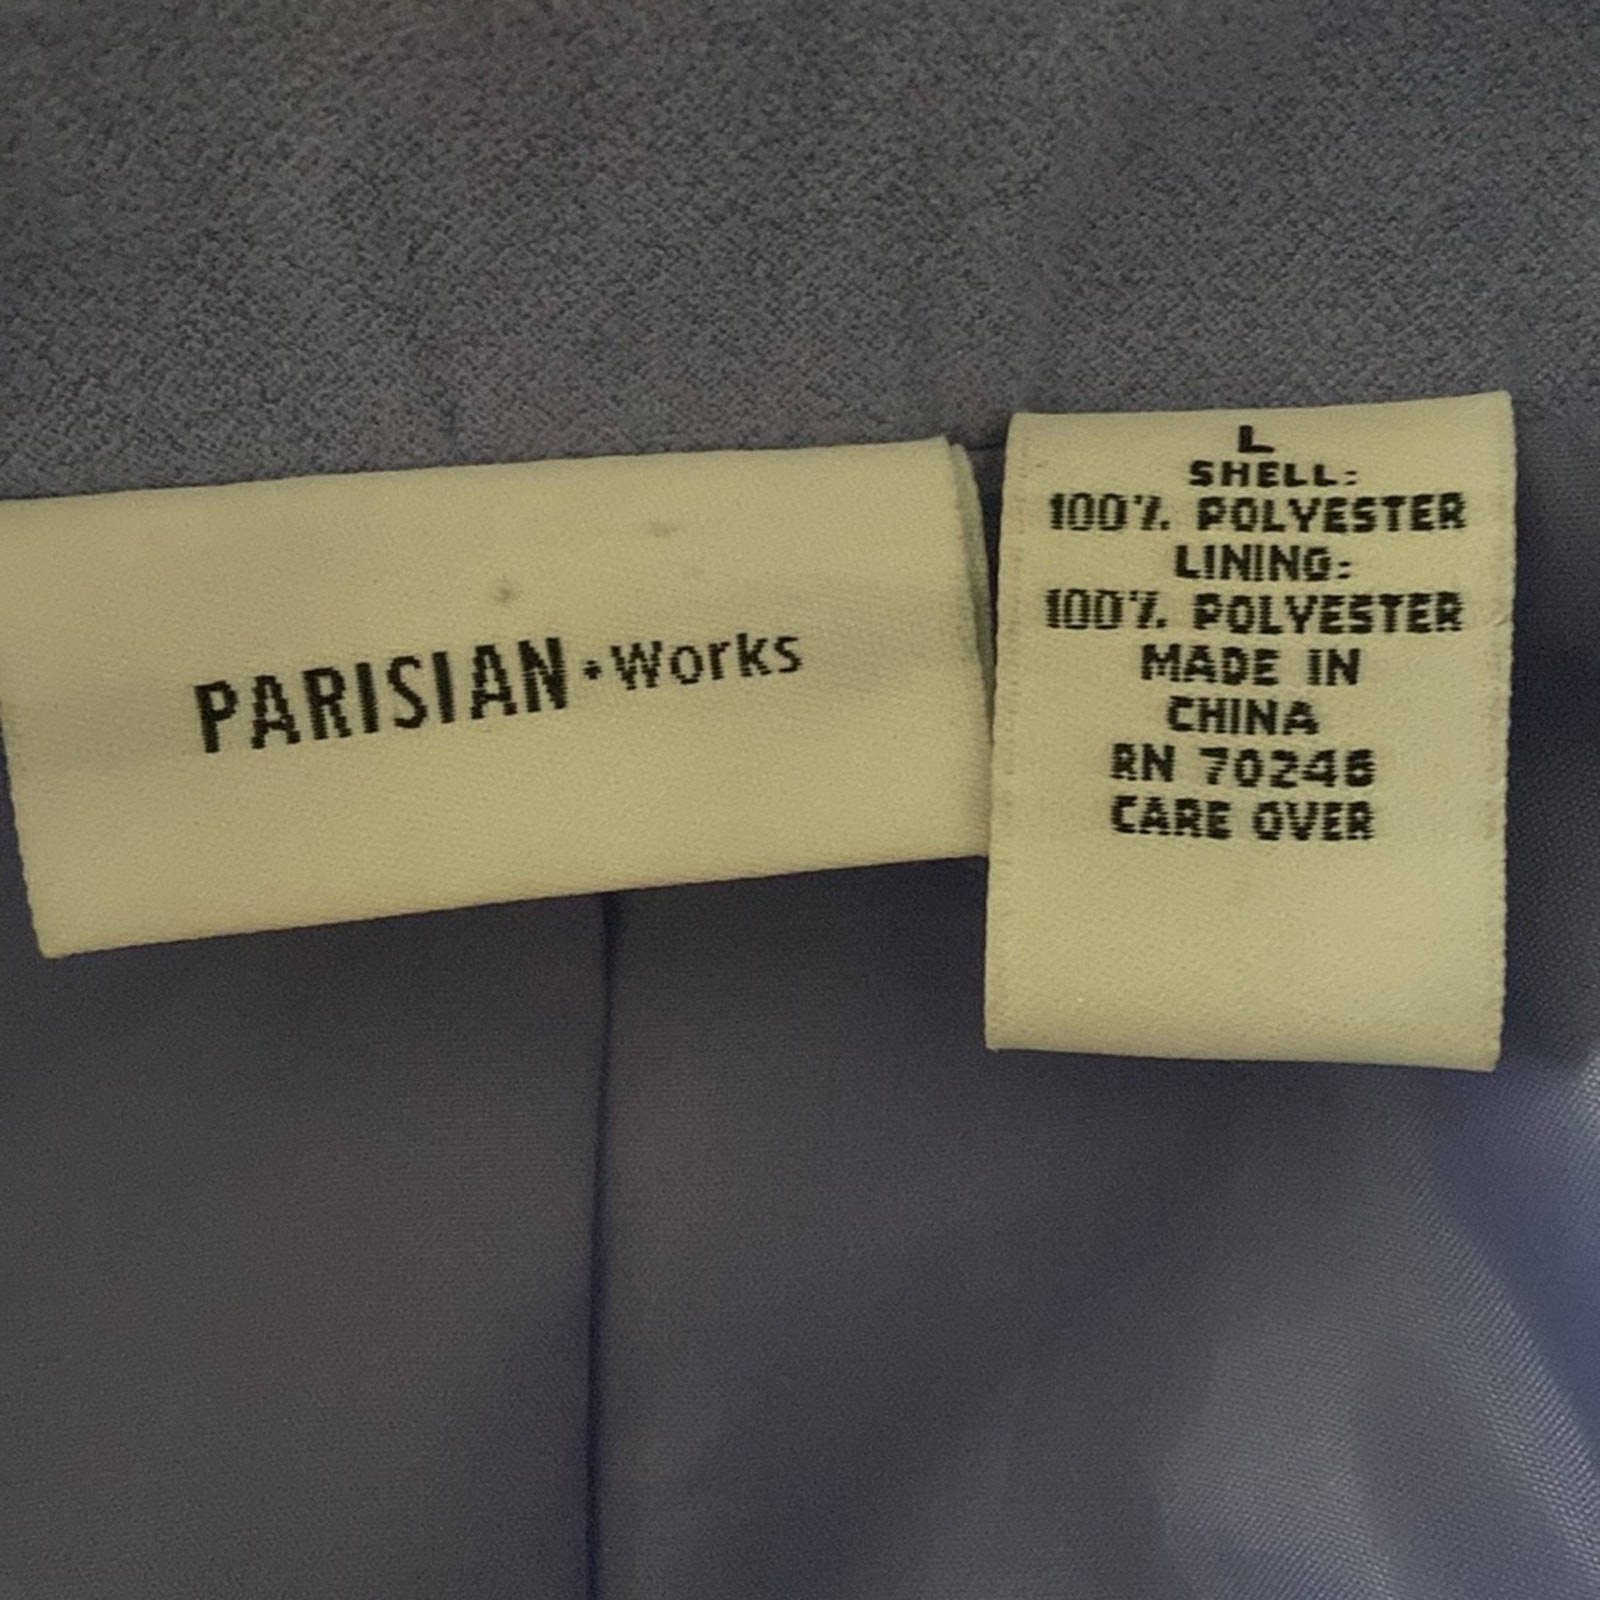 PARISIAN • Works
L
SHELL:
100% POLYESTER
LINING:
100% POLYESTER
MADE IN
CHINA
RN 70246
CARE OVER